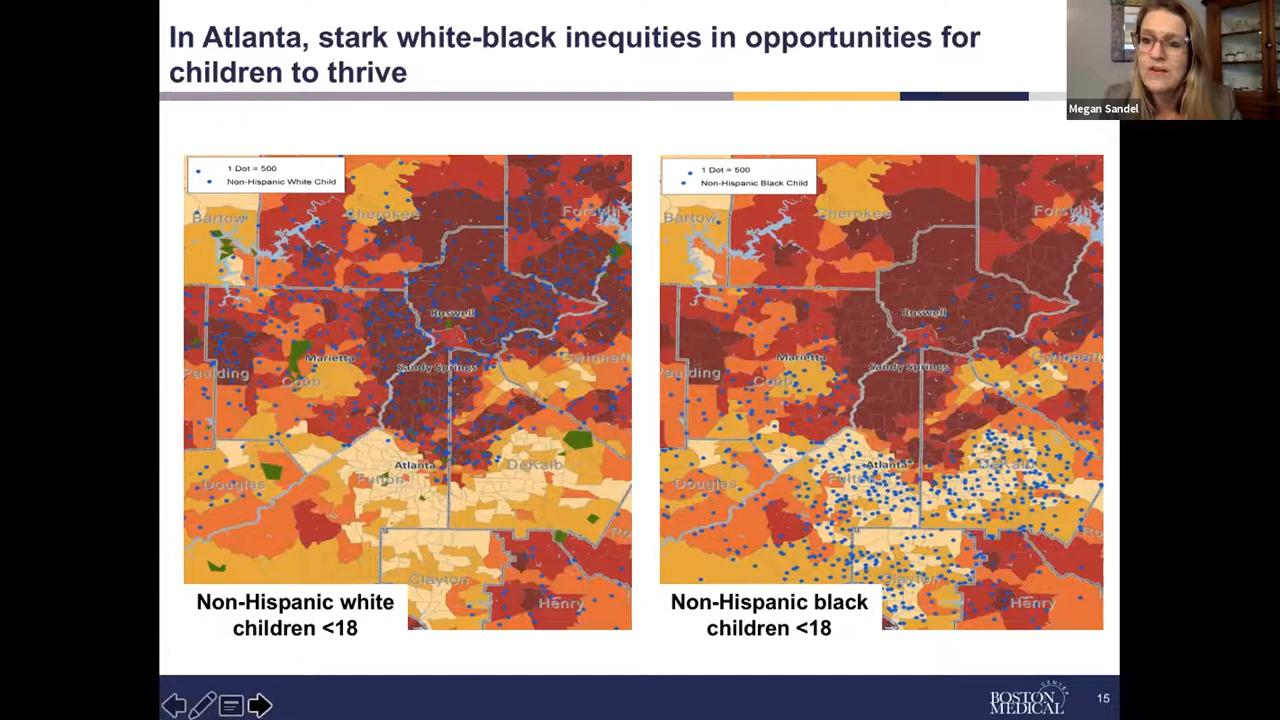 In Atlanta, stark white-black inequities in opportunities for
children to thrive
Megan Sandel
1 Dot = 500
Non-Hispanic White Child
Bartow
Cherokee
Forsyth
Roswell
Marietta
Cobb
Paulding
Sandy Springs
Gwinnett
Atlanta
DeKalb
Fulton
Douglas
Clayton
Henry
Non-Hispanic white
children <18
1 Dot = 500
Non-Hispanic Black Child
Bartow
Cherokee
Forsyth
Roswell
Marietta
Cobb
Paulding
Sandy Springs
Gwinnett
Atlanta
DeKalb
Fulton
Douglas
Clayton
Henry
Non-Hispanic black
children <18
BOSTON
MEDICAL
CENTER
15